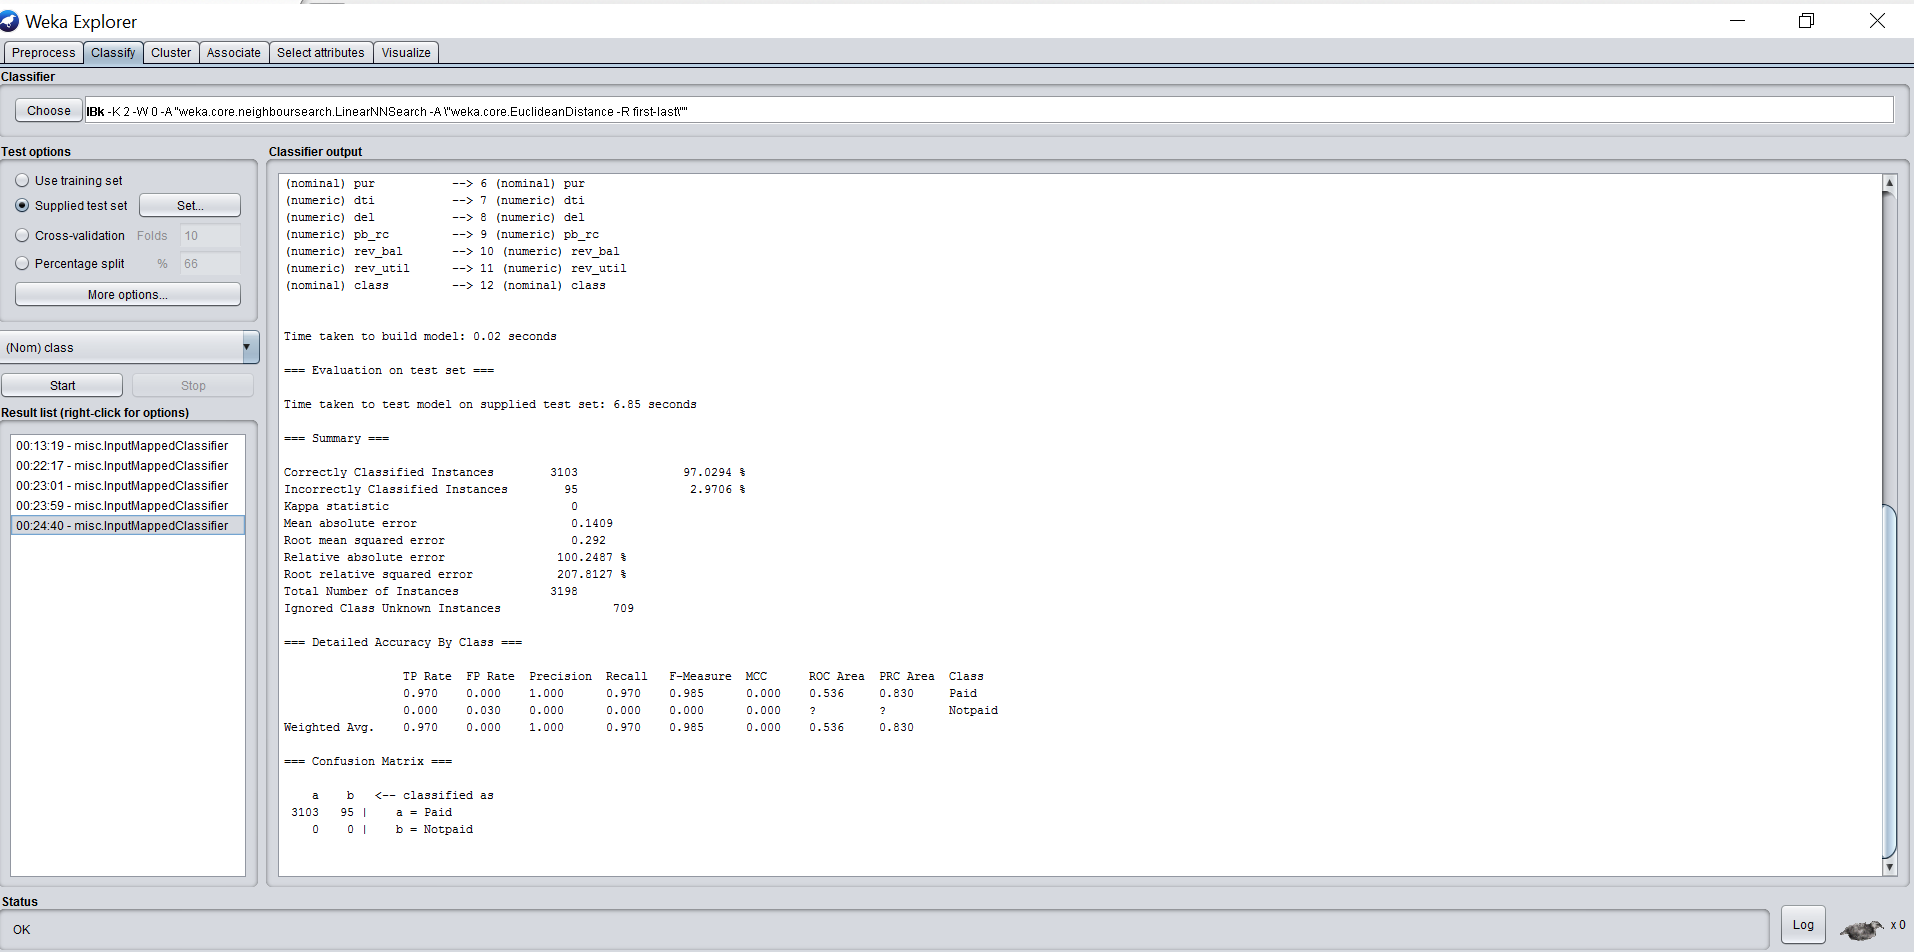 Weka Explorer
Preprocess Classify Cluster Associate Select attributes Visualize
Classifier
Choose IBk -K 2 -W 0 -A "weka.core.neighboursearch.LinearNNSearch -A \"weka.core.EuclideanDistance -R first-last\""
Test options
Use training set
Supplied test set Set...
Cross-validation Folds 10
Percentage split % 66
More options...
(Nom) class
Start Stop
Result list (right-click for options)
00:13:19 - misc.InputMappedClassifier
00:22:17 - misc.InputMappedClassifier
00:23:01 - misc.InputMappedClassifier
00:23:59 - misc.InputMappedClassifier
00:24:40 - misc.InputMappedClassifier
Classifier output
(nominal) pur --> 6 (nominal) pur
(numeric) dti --> 7 (numeric) dti
(numeric) del --> 8 (numeric) del
(numeric) pb_rc --> 9 (numeric) pb_rc
(numeric) rev_bal --> 10 (numeric) rev_bal
(numeric) rev_util --> 11 (numeric) rev_util
(nominal) class --> 12 (nominal) class
Time taken to build model: 0.02 seconds
=== Evaluation on test set ===
Time taken to test model on supplied test set: 6.85 seconds
=== Summary ===
Correctly Classified Instances 3103 97.0294 %
Incorrectly Classified Instances 95 2.9706 %
Kappa statistic 0
Mean absolute error 0.1409
Root mean squared error 0.292
Relative absolute error 100.2487 %
Root relative squared error 207.8127 %
Total Number of Instances 3198
Ignored Class Unknown Instances 709
=== Detailed Accuracy By Class ===
TP Rate FP Rate Precision Recall F-Measure MCC ROC Area PRC Area Class
0.970 0.000 1.000 0.970 0.985 0.000 0.536 0.830 Paid
0.000 0.030 0.000 0.000 0.000 0.000 ? ? Notpaid
Weighted Avg. 0.970 0.000 1.000 0.970 0.985 0.000 0.536 0.830
=== Confusion Matrix ===
a b <-- classified as
3103 95 | a = Paid
0 0 | b = Notpaid
Status
OK
Log x 0